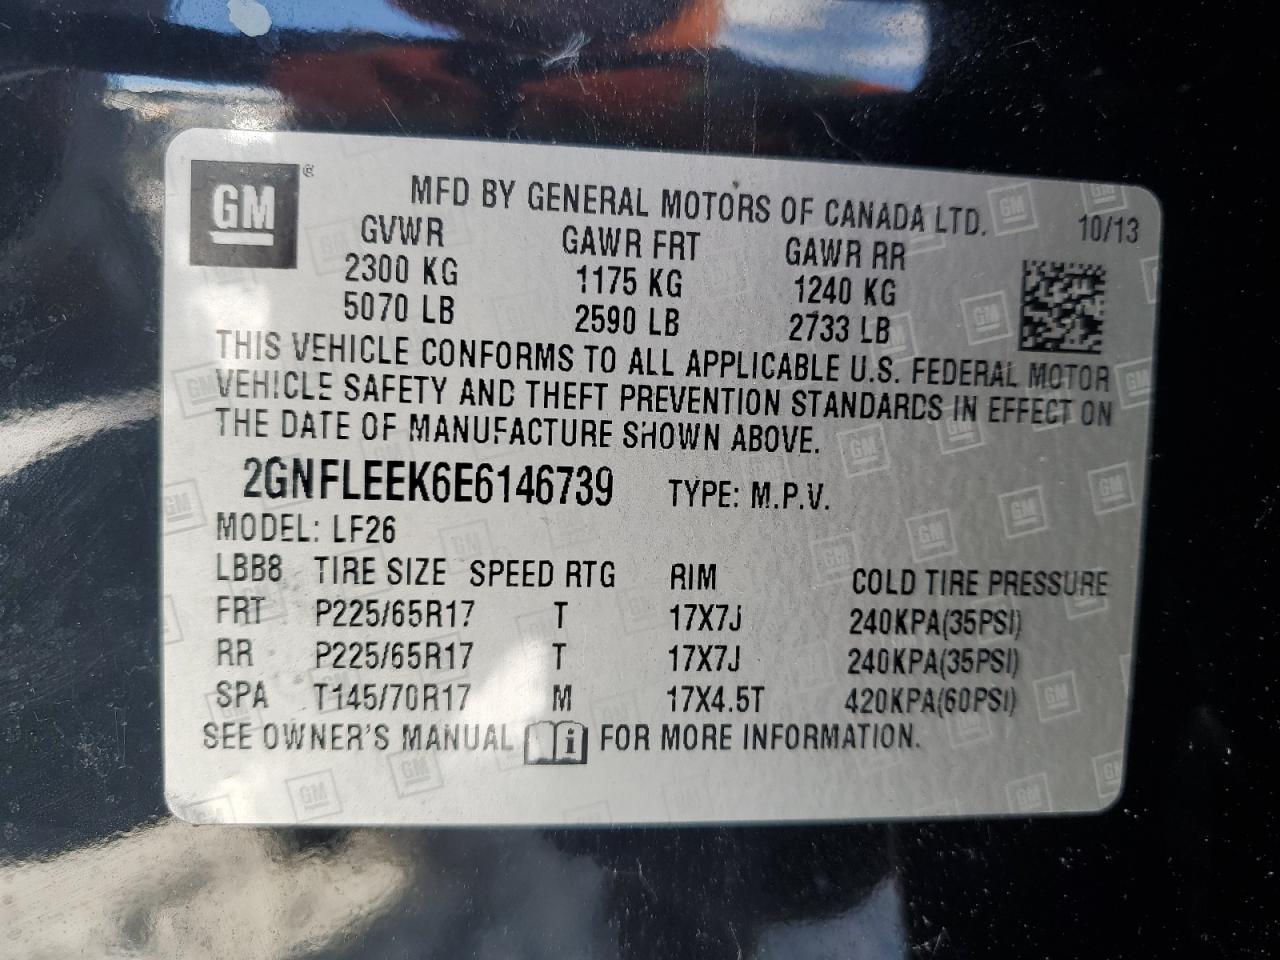 GM ®
MFD BY GENERAL MOTORS OF CANADA LTD. 10/13
GVWR GAWR FRT GAWR RR
2300 KG 1175 KG 1240 KG
5070 LB 2590 LB 2733 LB
THIS VEHICLE CONFORMS TO ALL APPLICABLE U.S. FEDERAL MOTOR
VEHICLE SAFETY AND THEFT PREVENTION STANDARDS IN EFFECT ON
THE DATE OF MANUFACTURE SHOWN ABOVE.
2GNFLEEK6E6146739 TYPE: M.P.V.
MODEL: LF26
LBB8 TIRE SIZE SPEED RTG RIM COLD TIRE PRESSURE
FRT P225/65R17 T 17X7J 240KPA(35PSI)
RR P225/65R17 T 17X7J 240KPA(35PSI)
SPA T145/70R17 M 17X4.5T 420KPA(60PSI)
SEE OWNER'S MANUAL i FOR MORE INFORMATION.